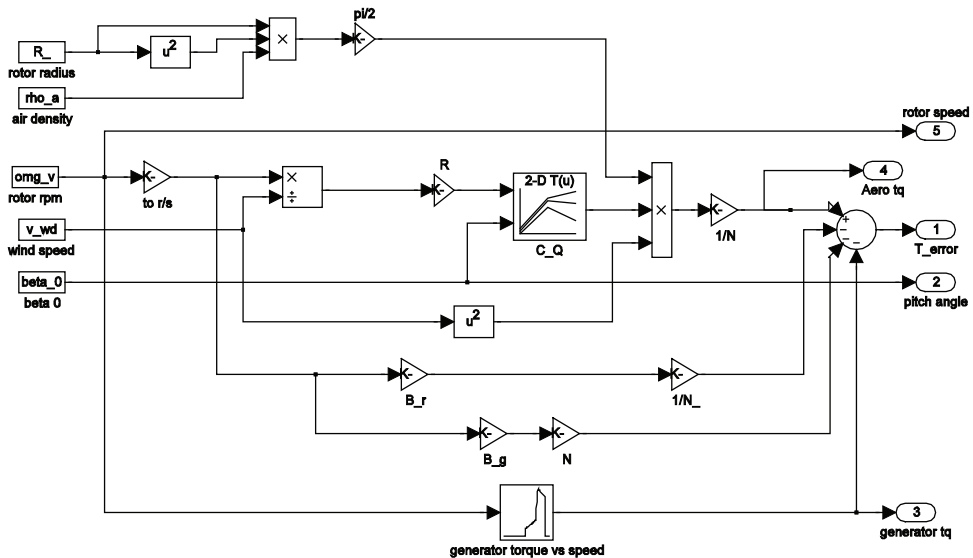 pi/2
K-
R_
rotor radius
u²
×
rho_a
air density
rotor speed
5
omg_v
rotor rpm
K-
to r/s
×
÷
R
K-
2-D T(u)
C_Q
×
K-
1/N
4
Aero tq
v_wd
wind speed
+
−
−
−
1
T_error
beta_0
beta 0
2
pitch angle
u²
K-
B_r
K-
1/N_
K-
B_g
K-
N
generator torque vs speed
3
generator tq